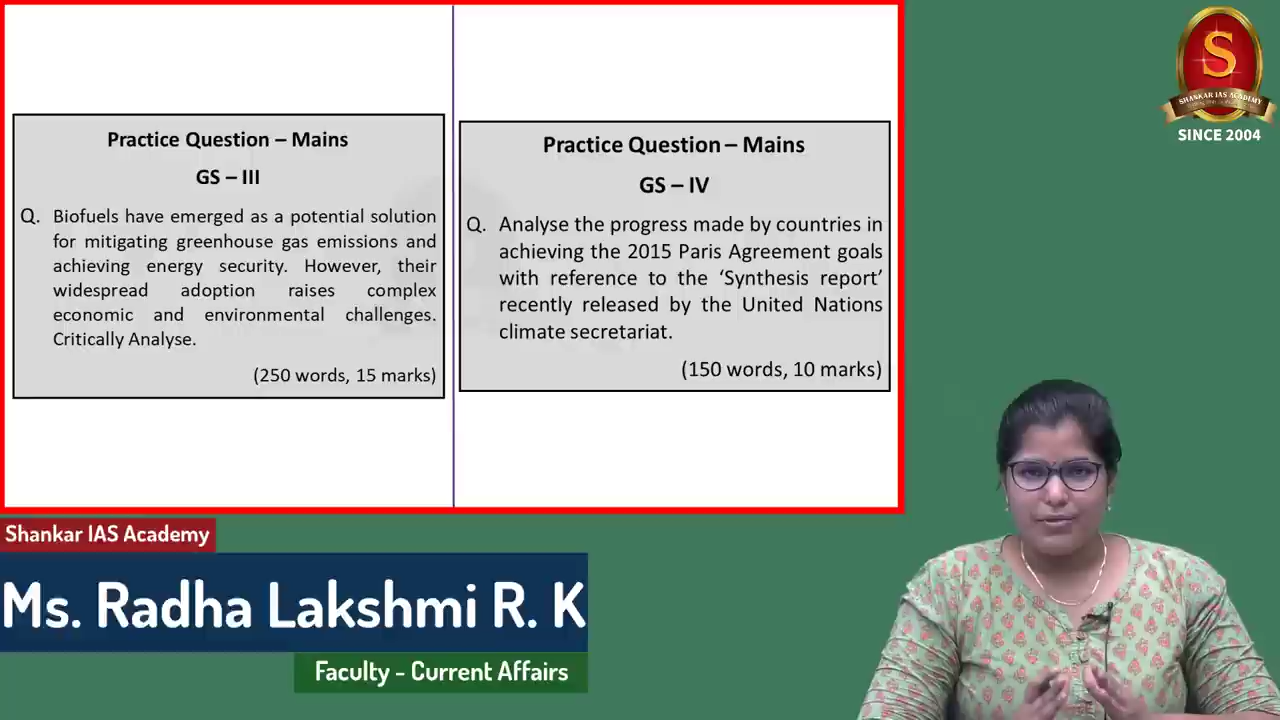 Practice Question – Mains
GS – III
Q. Biofuels have emerged as a potential solution
for mitigating greenhouse gas emissions and
achieving energy security. However, their
widespread adoption raises complex
economic and environmental challenges.
Critically Analyse.
(250 words, 15 marks)
Practice Question – Mains
GS – IV
Q. Analyse the progress made by countries in
achieving the 2015 Paris Agreement goals
with reference to the ‘Synthesis report’
recently released by the United Nations
climate secretariat.
(150 words, 10 marks)
S
SHANKAR IAS ACADEMY
SINCE 2004
Shankar IAS Academy
Ms. Radha Lakshmi R. K
Faculty - Current Affairs